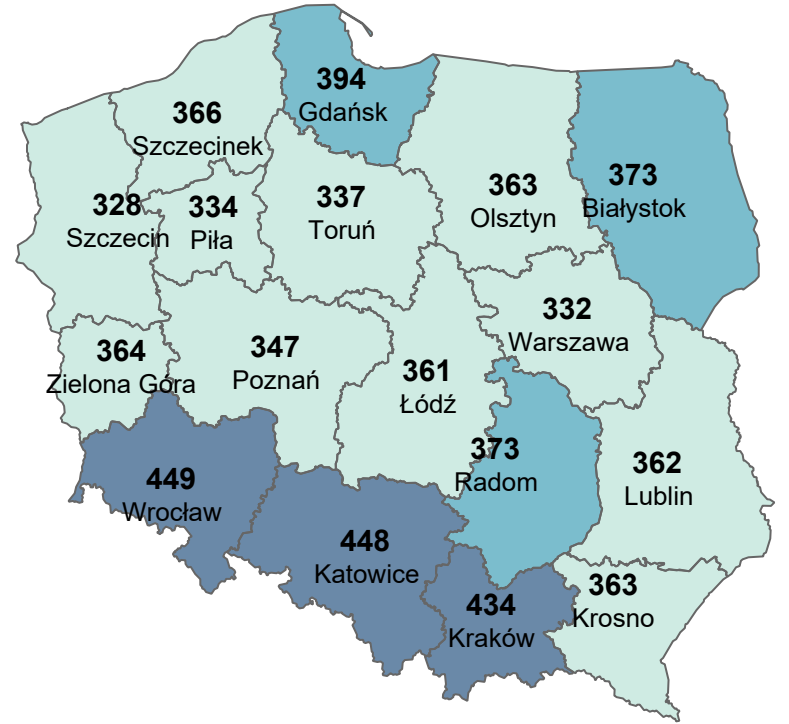 394
Gdańsk
366
Szczecinek
373
Białystok
363
Olsztyn
337
Toruń
334
Piła
328
Szczecin
332
Warszawa
347
Poznań
364
Zielona Góra
361
Łódź
373
Radom
362
Lublin
449
Wrocław
448
Katowice
363
Krosno
434
Kraków